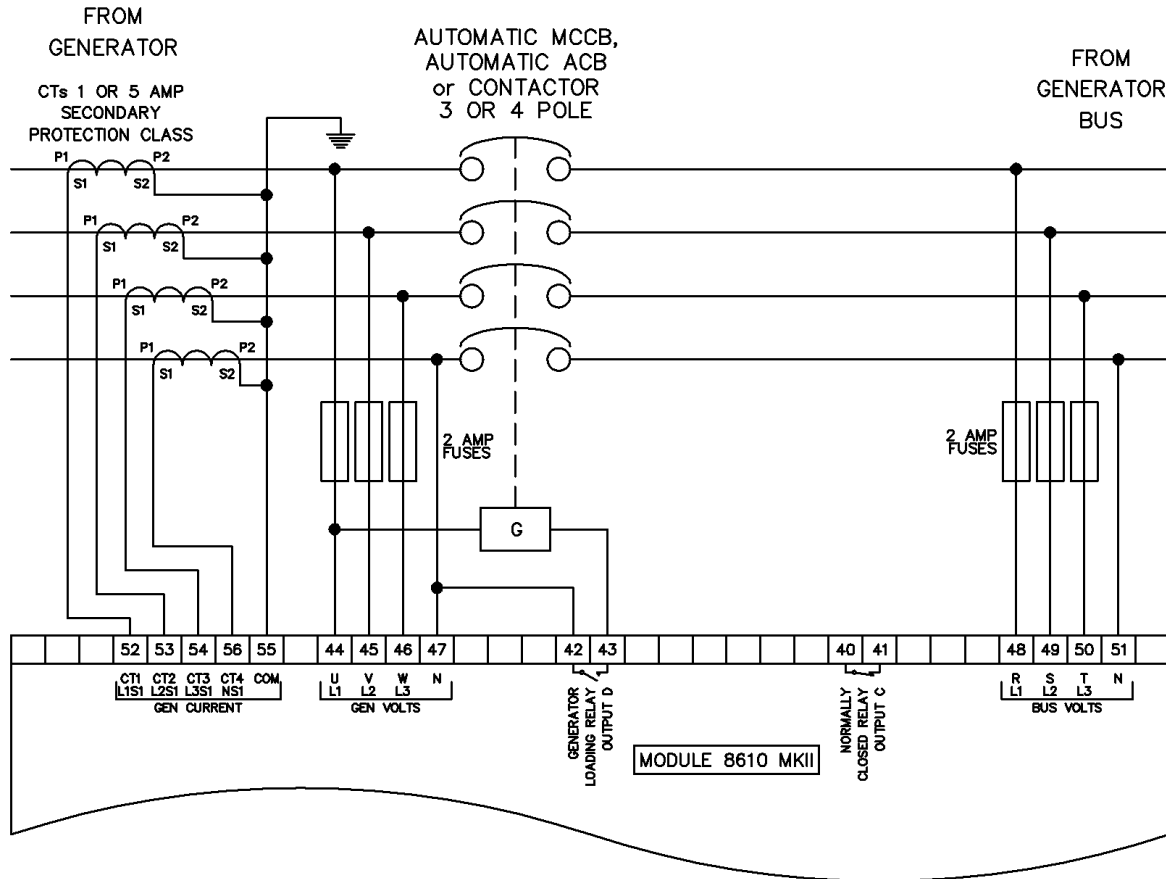 FROM
GENERATOR
CTs 1 OR 5 AMP
SECONDARY
PROTECTION CLASS
AUTOMATIC MCCB,
AUTOMATIC ACB
or CONTACTOR
3 OR 4 POLE
FROM
GENERATOR
BUS
P1 P2
S1 S2
P1 P2
S1 S2
P1 P2
S1 S2
P1 P2
S1 S2
2 AMP
FUSES
2 AMP
FUSES
G
52 53 54 56 55 44 45 46 47 42 43 40 41 48 49 50 51
CT1 CT2 CT3 CT4 COM
L1S1 L2S1 L3S1 NS1
GEN CURRENT
U V W N
L1 L2 L3
GEN VOLTS
GENERATOR
LOADING RELAY
OUTPUT D
NORMALLY
CLOSED RELAY
OUTPUT C
R S T N
L1 L2 L3
BUS VOLTS
MODULE 8610 MKII